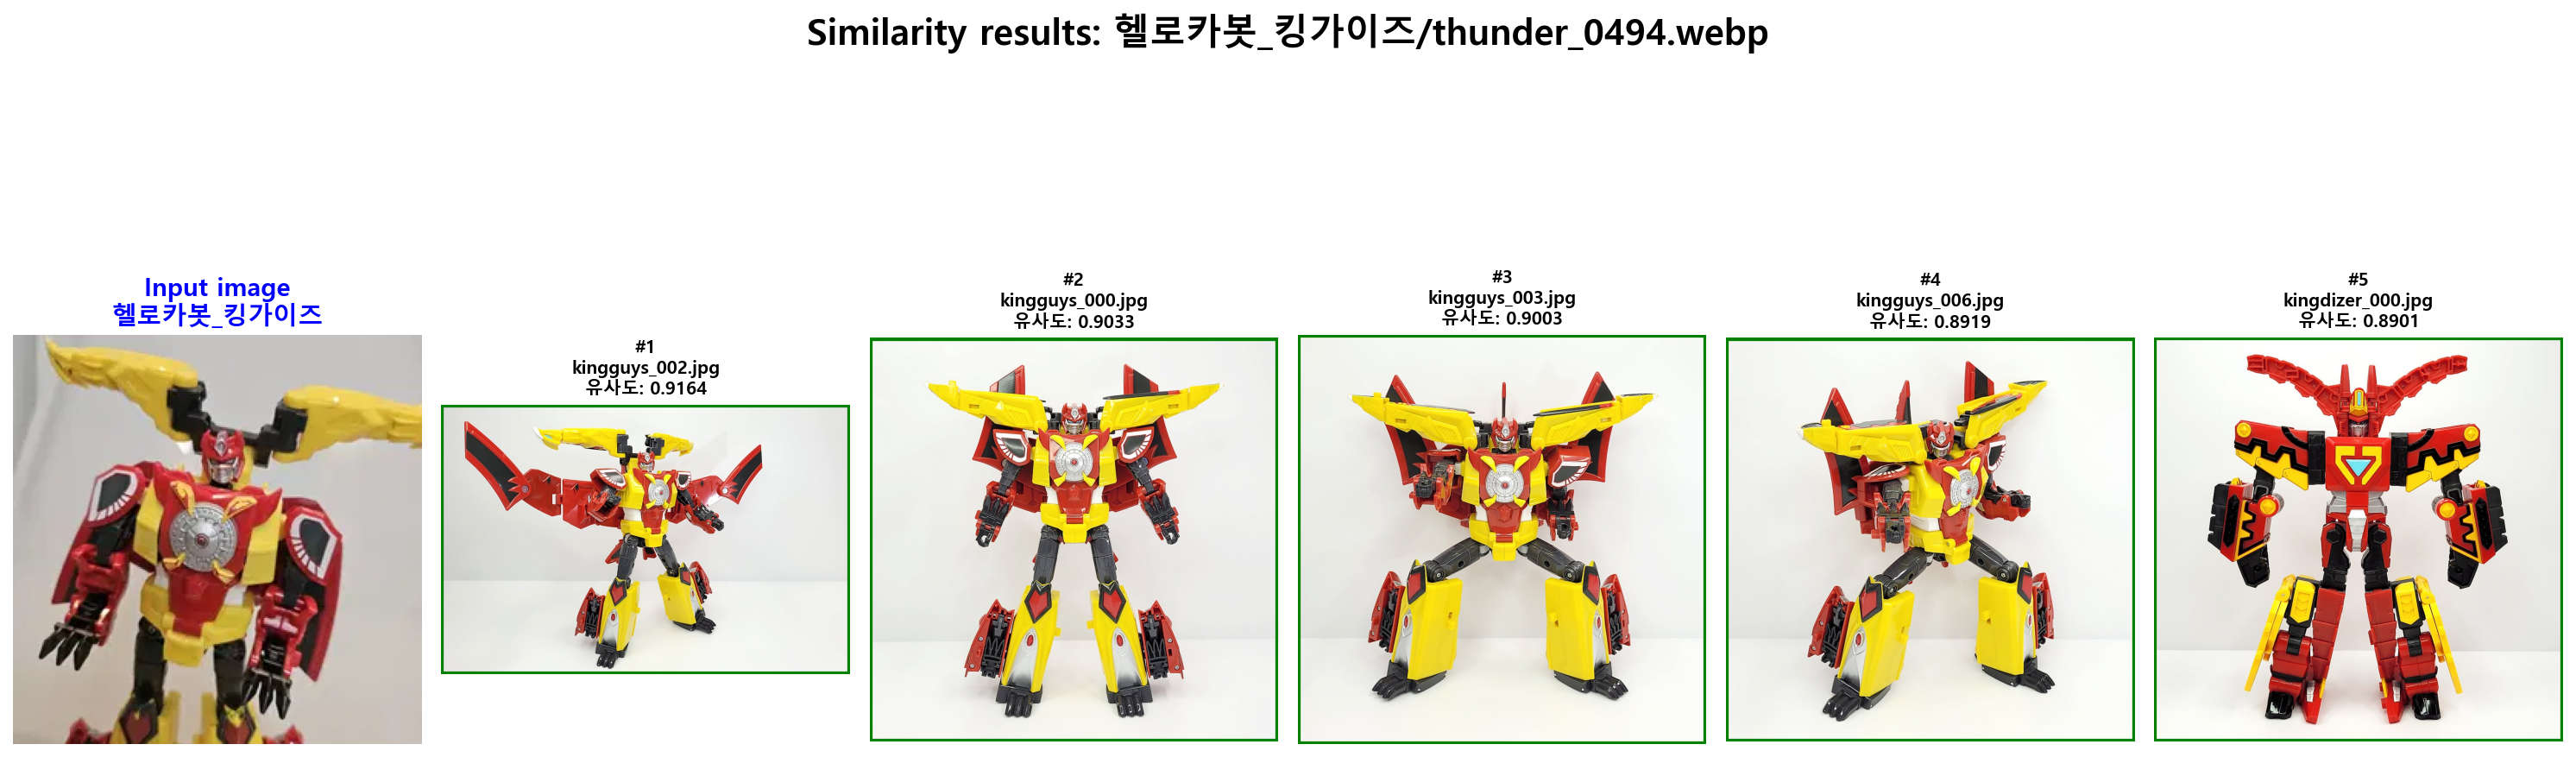 Similarity results: 헬로카봇_킹가이즈/thunder_0494.webp
Input image
헬로카봇_킹가이즈
#1
kingguys_002.jpg
유사도: 0.9164
#2
kingguys_000.jpg
유사도: 0.9033
#3
kingguys_003.jpg
유사도: 0.9003
#4
kingguys_006.jpg
유사도: 0.8919
#5
kingdizer_000.jpg
유사도: 0.8901